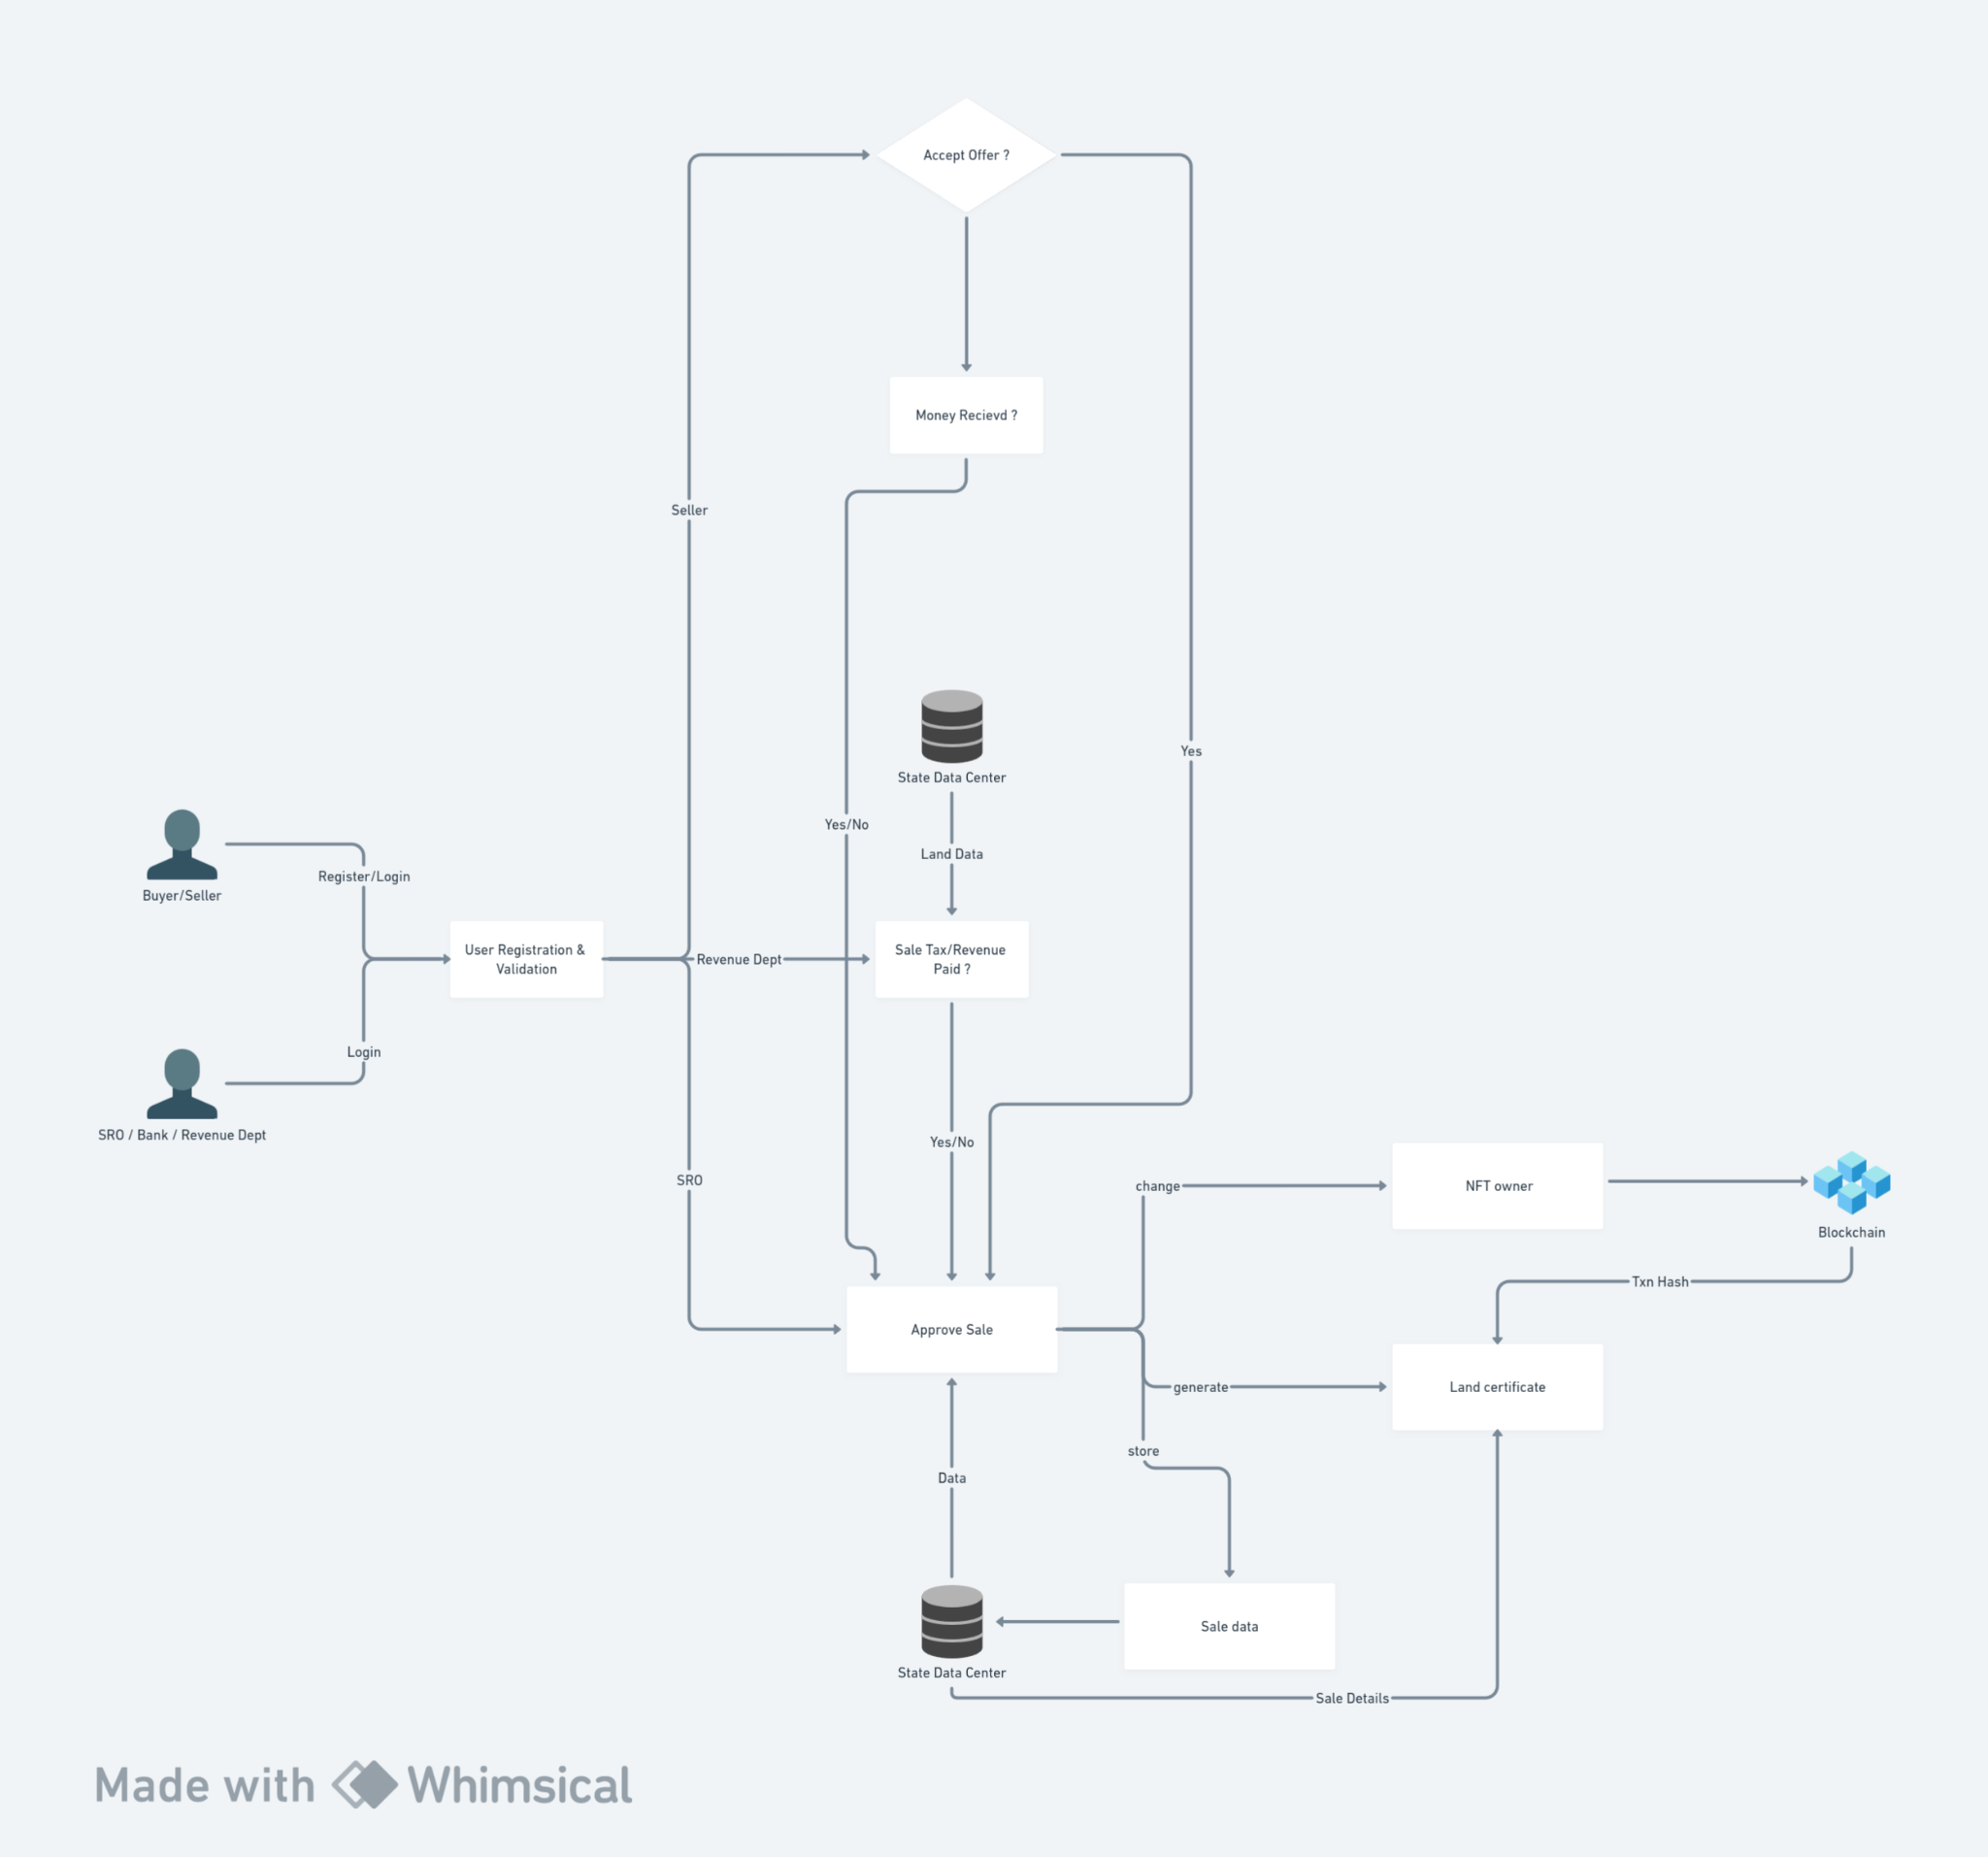 Accept Offer ?
Money Recievd ?
Seller
State Data Center
Yes
Yes/No
Land Data
Register/Login
Buyer/Seller
User Registration &
Validation
Revenue Dept
Sale Tax/Revenue
Paid ?
Login
SRO / Bank / Revenue Dept
Yes/No
SRO
change
NFT owner
Blockchain
Txn Hash
Approve Sale
generate
Land certificate
store
Data
Sale data
State Data Center
Sale Details
Made with Whimsical